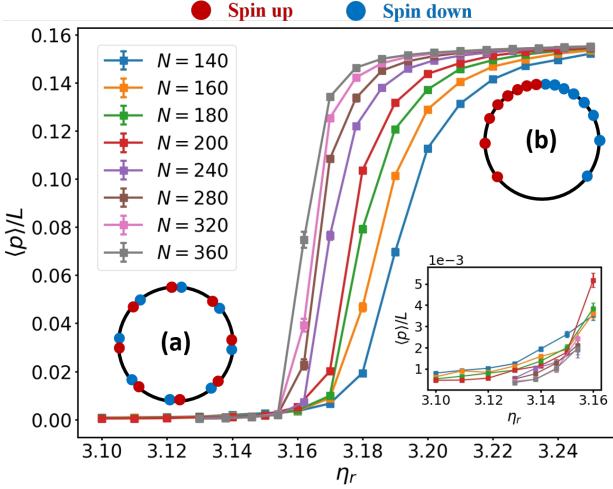 Spin up Spin down
⟨p⟩/L
0.16
0.14
0.12
0.10
0.08
0.06
0.04
0.02
0.00
N = 140
N = 160
N = 180
N = 200
N = 240
N = 280
N = 320
N = 360
(a)
(b)
1e−3
⟨p⟩/L
5
4
3
2
1
3.10 3.12 3.14 3.16
ηr
3.10 3.12 3.14 3.16 3.18 3.20 3.22 3.24
ηr